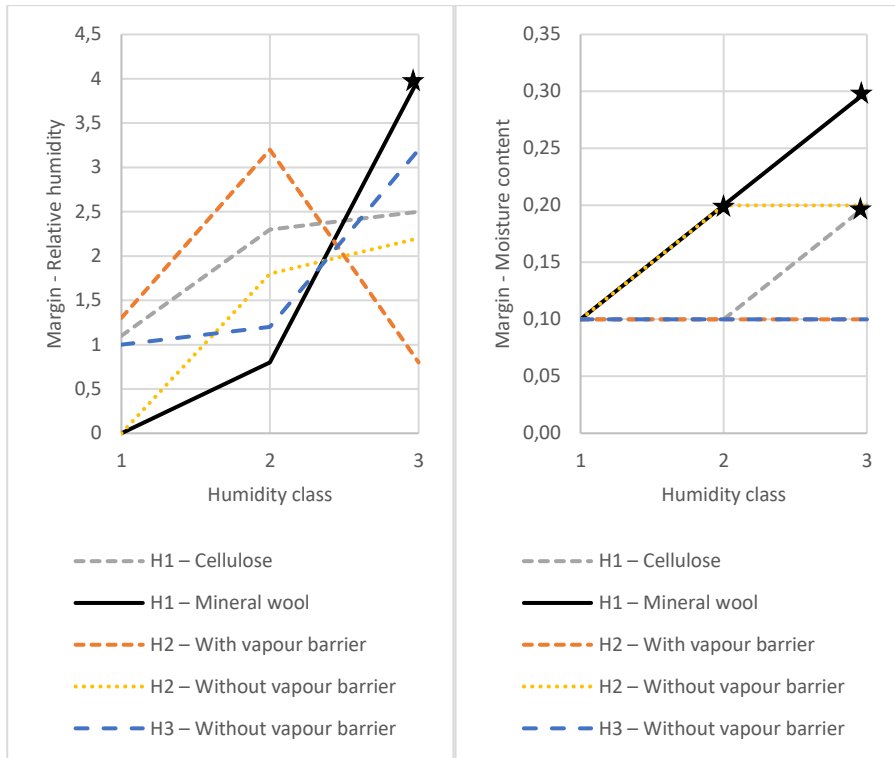 4,5
4
3,5
3
2,5
2
1,5
1
0,5
0
Margin - Relative humidity
1 2 3
Humidity class
H1 – Cellulose
H1 – Mineral wool
H2 – With vapour barrier
H2 – Without vapour barrier
H3 – Without vapour barrier
0,35
0,30
0,25
0,20
0,15
0,10
0,05
0,00
Margin - Moisture content
1 2 3
Humidity class
H1 – Cellulose
H1 – Mineral wool
H2 – With vapour barrier
H2 – Without vapour barrier
H3 – Without vapour barrier